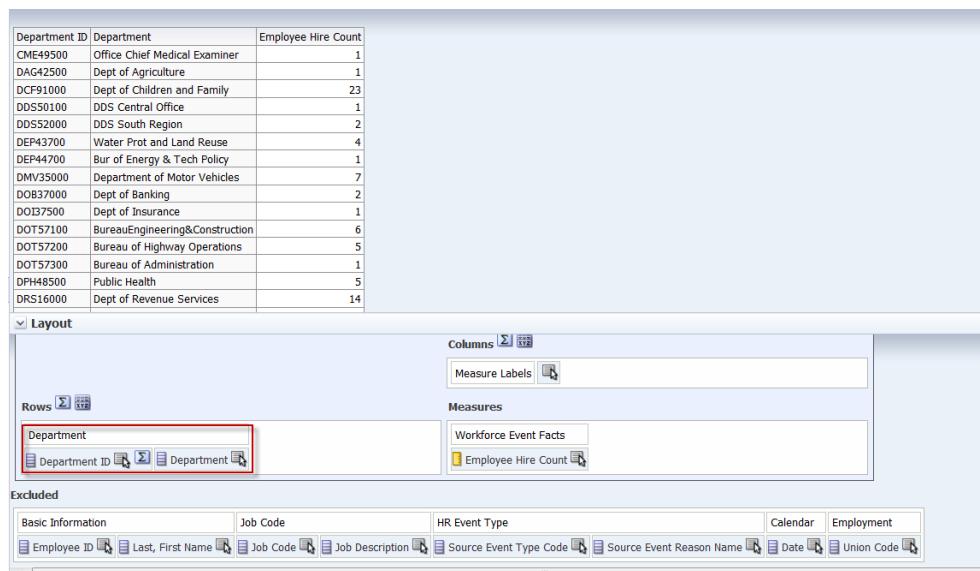 Department ID Department Employee Hire Count
CME49500 Office Chief Medical Examiner 1
DAG42500 Dept of Agriculture 1
DCF91000 Dept of Children and Family 23
DDS50100 DDS Central Office 1
DDS52000 DDS South Region 2
DEP43700 Water Prot and Land Reuse 4
DEP44700 Bur of Energy & Tech Policy 1
DMV35000 Department of Motor Vehicles 7
DOB37000 Dept of Banking 2
DOI37500 Dept of Insurance 1
DOT57100 BureauEngineering&Construction 6
DOT57200 Bureau of Highway Operations 5
DOT57300 Bureau of Administration 1
DPH48500 Public Health 5
DRS16000 Dept of Revenue Services 14
Layout
Columns Σ
Measure Labels
Rows Σ
Measures
Department
Workforce Event Facts
Department ID Σ Department
Employee Hire Count
Excluded
Basic Information Job Code HR Event Type Calendar Employment
Employee ID Last, First Name Job Code Job Description Source Event Type Code Source Event Reason Name Date Union Code